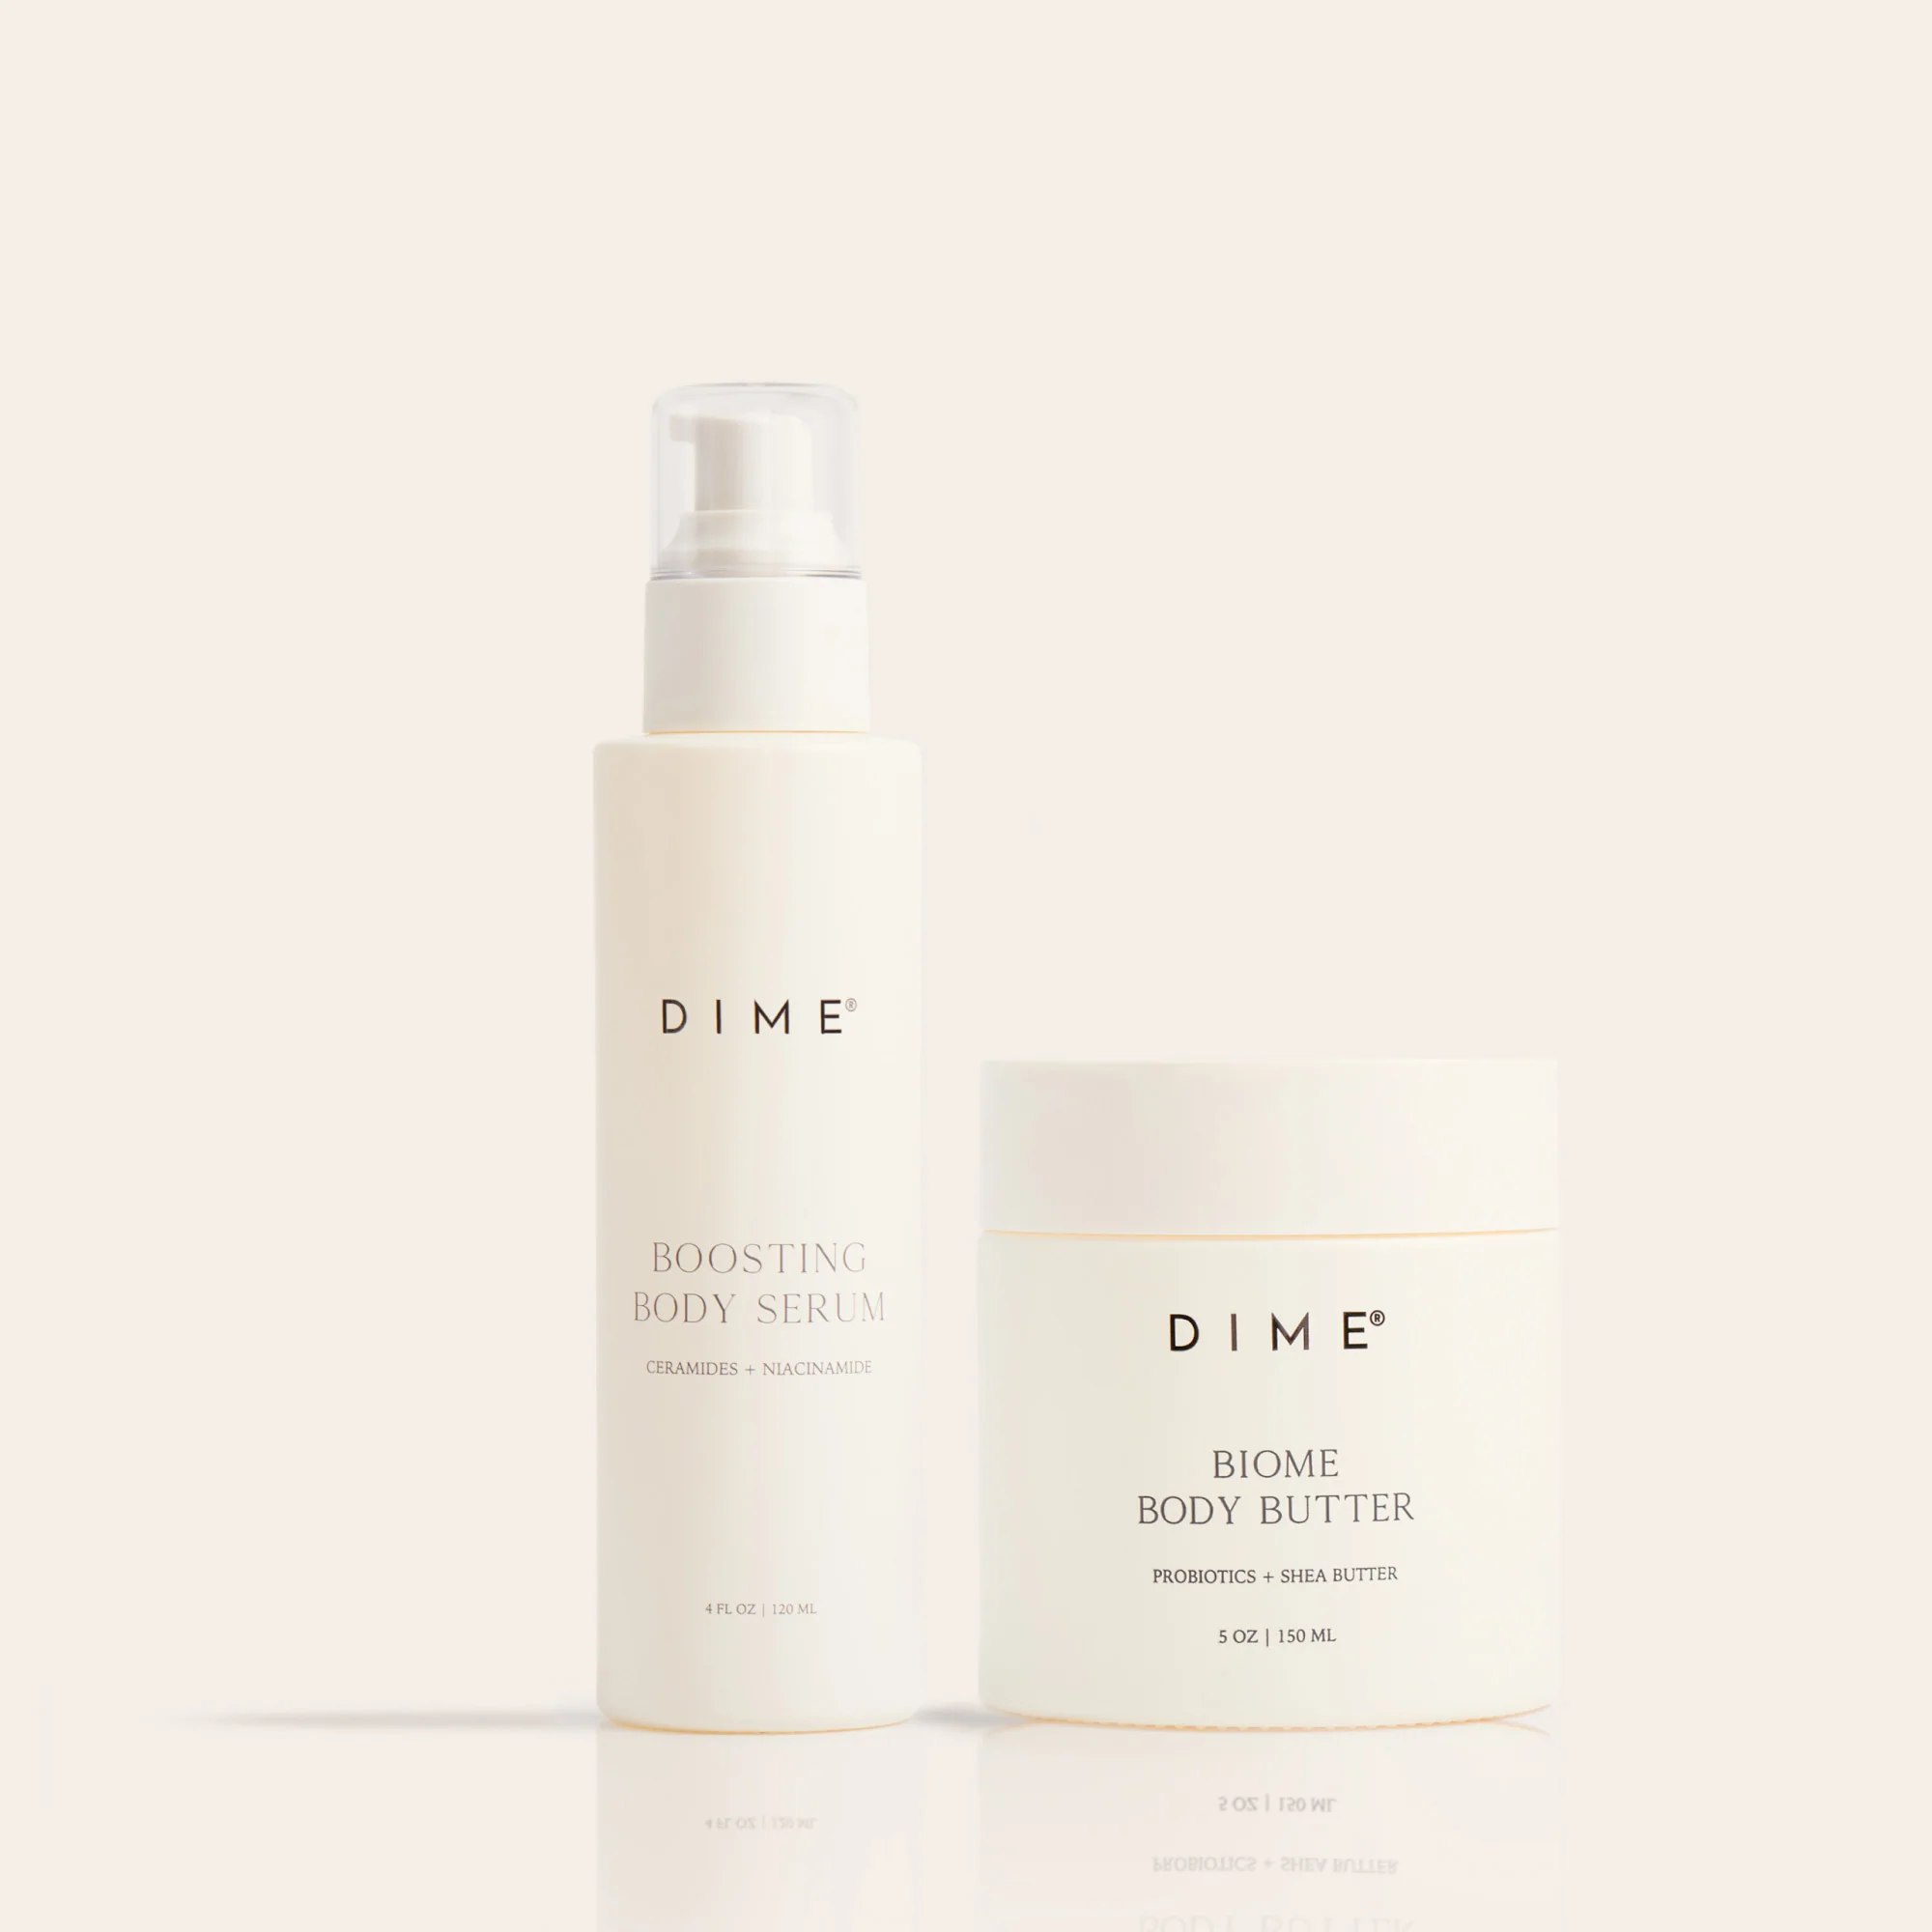 DIME®
BOOSTING
BODY SERUM
CERAMIDES + NIACINAMIDE
4 FL OZ | 120 ML
DIME®
BIOME
BODY BUTTER
PROBIOTICS + SHEA BUTTER
5 OZ | 150 ML